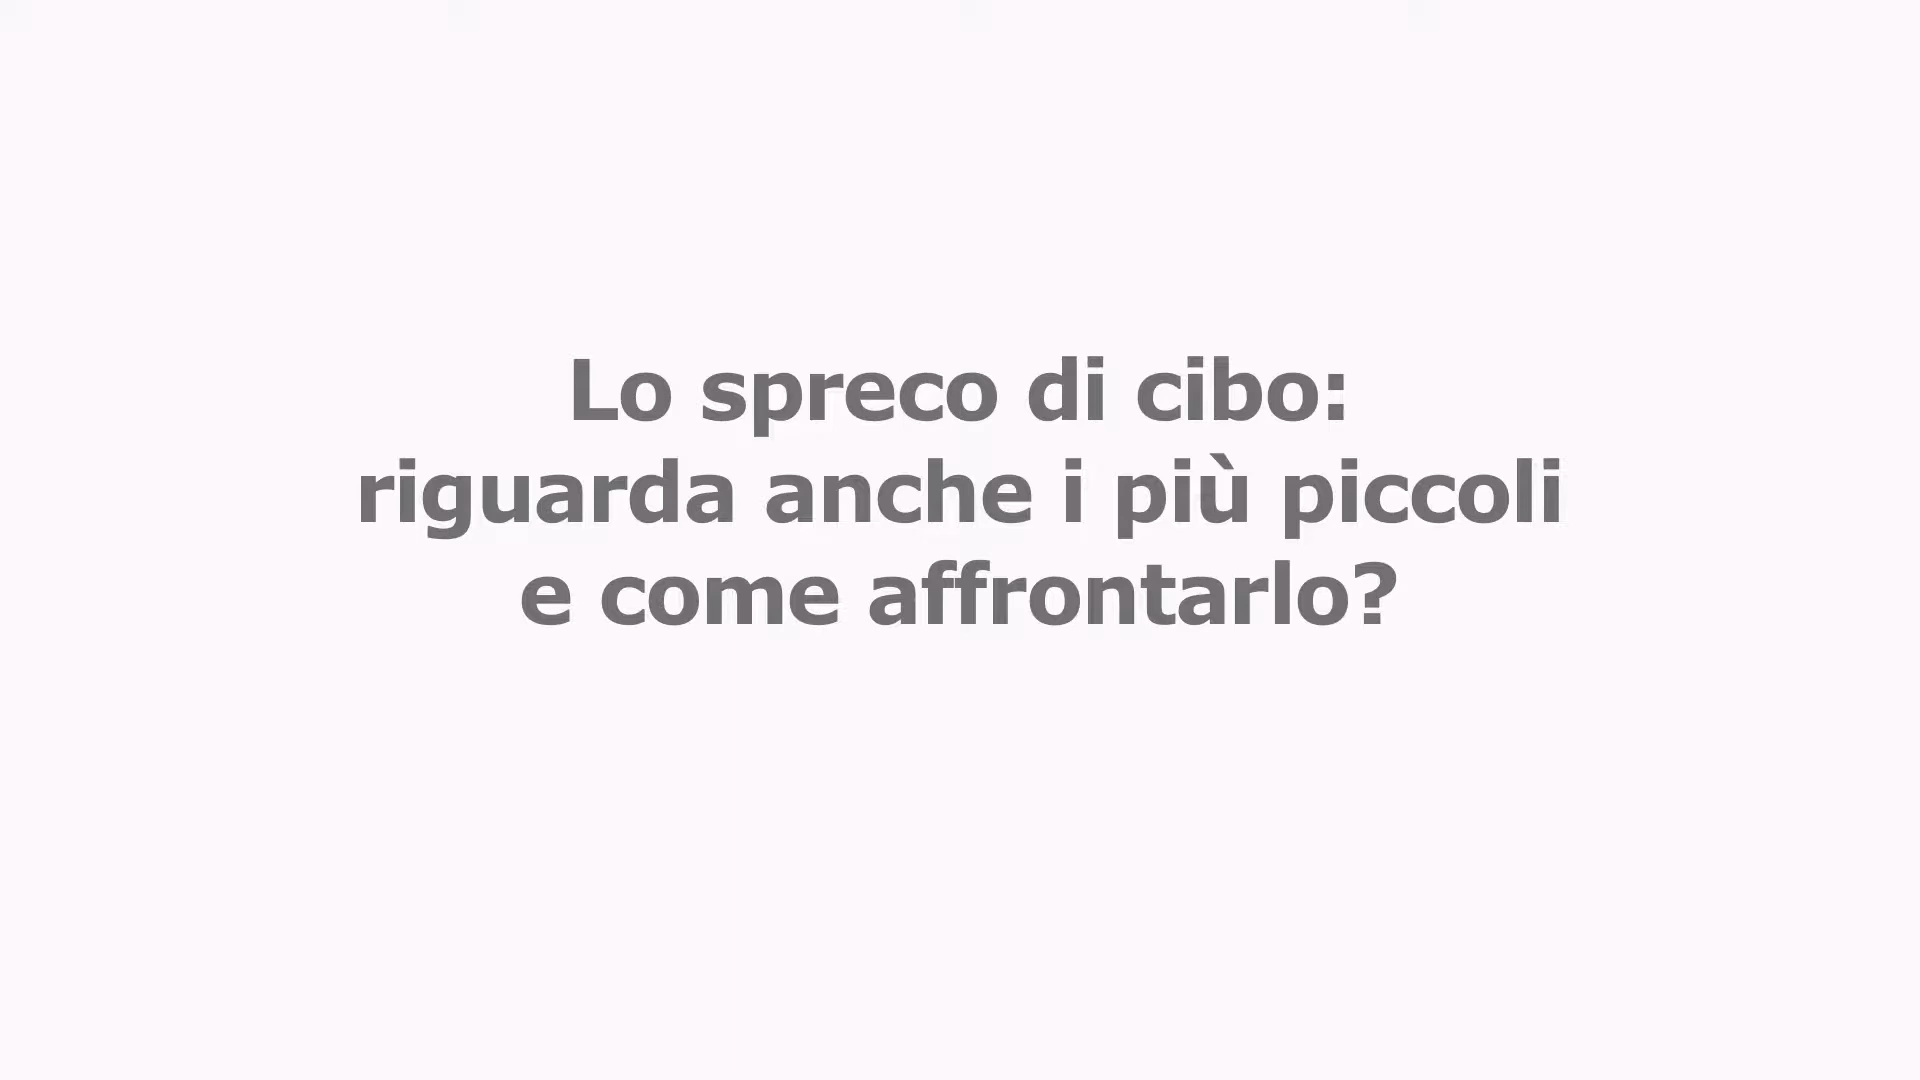 Lo spreco di cibo:
riguarda anche i più piccoli
e come affrontarlo?